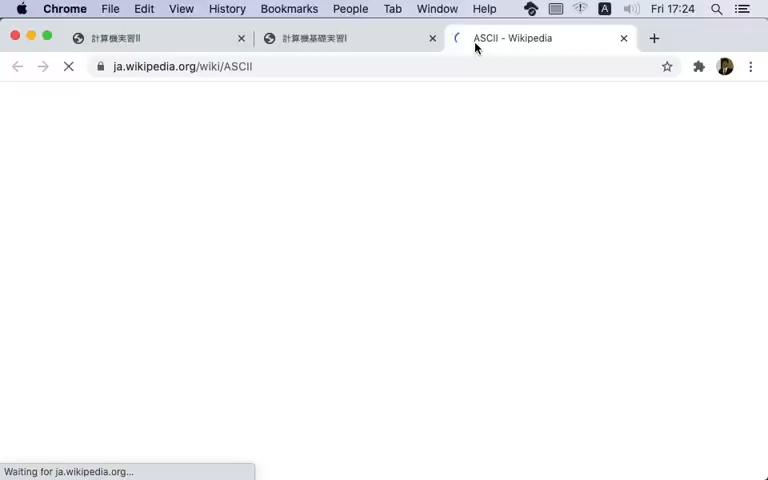 Chrome File Edit View History Bookmarks People Tab Window Help A Fri 17:24
計算機実習II 計算機基礎実習I ASCII - Wikipedia
ja.wikipedia.org/wiki/ASCII
Waiting for ja.wikipedia.org...